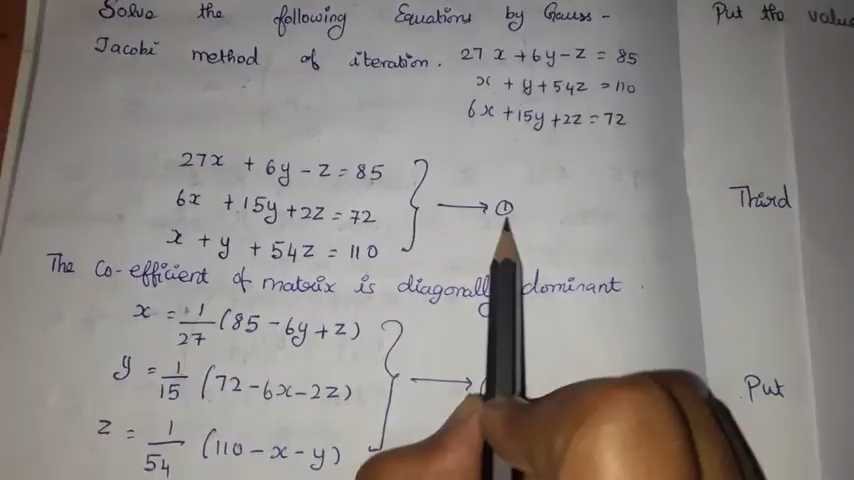 Solve the following Equations by Gauss -
Jacobi method of iteration. 27x + 6y - z = 85
x + y + 54z = 110
6x + 15y + 2z = 72
27x + 6y - z = 85
6x + 15y + 2z = 72 → ①
x + y + 54z = 110
The Co-efficient of matrix is diagonally dominant.
x = 1/27 (85 - 6y + z)
y = 1/15 (72 - 6x - 2z) →
z = 1/54 (110 - x - y)
Put the value
Third
Put